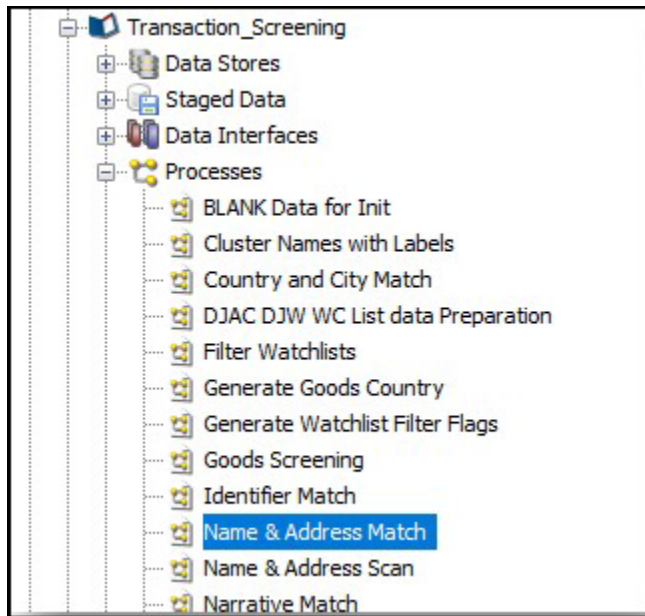 Transaction_Screening
Data Stores
Staged Data
Data Interfaces
Processes
BLANK Data for Init
Cluster Names with Labels
Country and City Match
DJAC DJW WC List data Preparation
Filter Watchlists
Generate Goods Country
Generate Watchlist Filter Flags
Goods Screening
Identifier Match
Name & Address Match
Name & Address Scan
Narrative Match